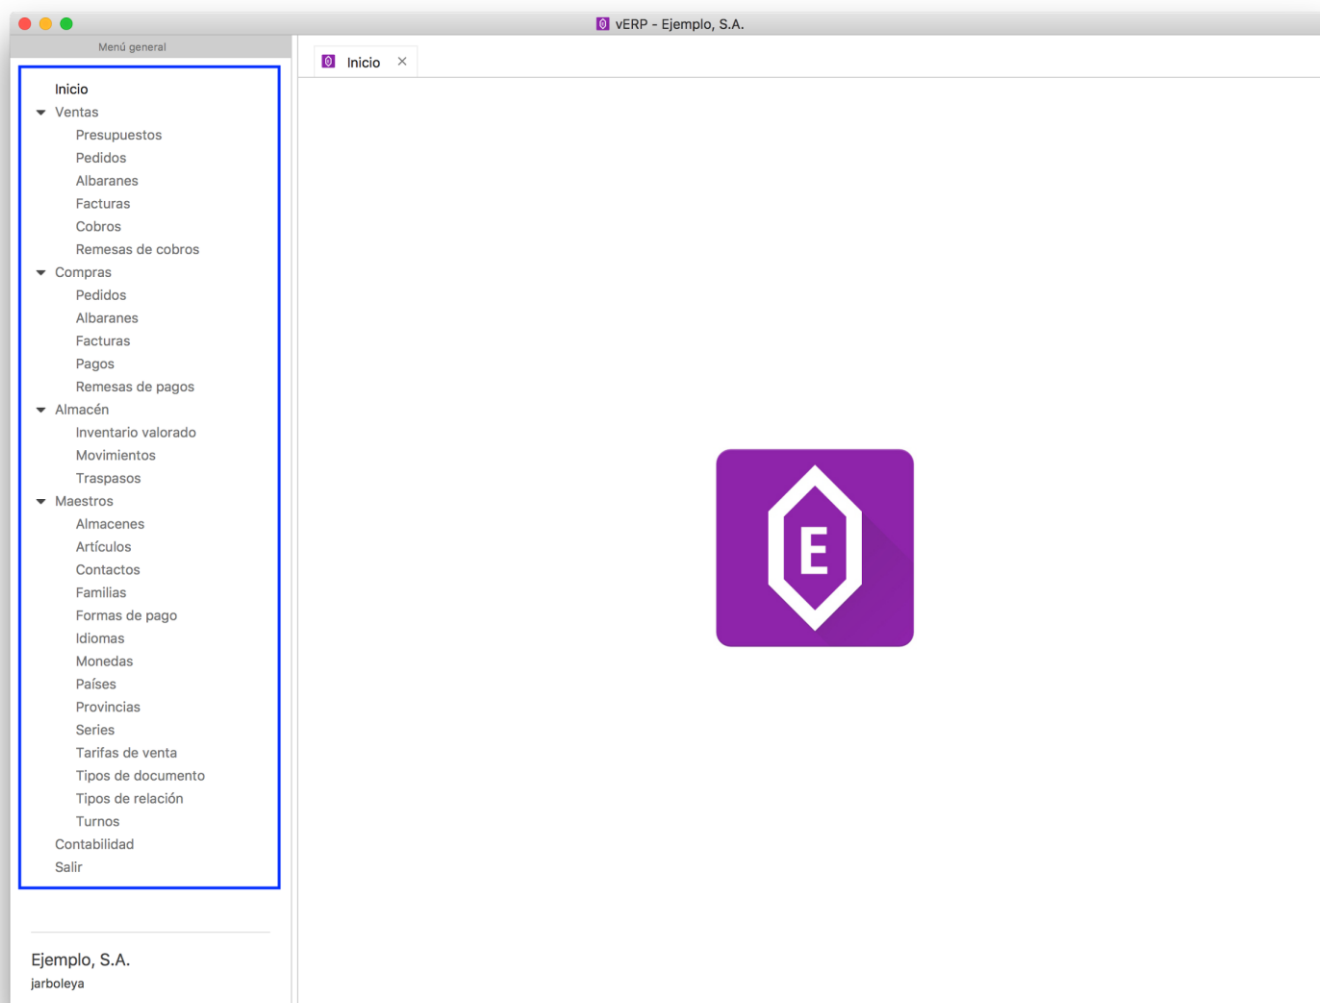 vERP - Ejemplo, S.A.
Menú general
Inicio
Inicio
Ventas
Presupuestos
Pedidos
Albaranes
Facturas
Cobros
Remesas de cobros
Compras
Pedidos
Albaranes
Facturas
Pagos
Remesas de pagos
Almacén
Inventario valorado
Movimientos
Traspasos
Maestros
Almacenes
Artículos
Contactos
Familias
Formas de pago
Idiomas
Monedas
Países
Provincias
Series
Tarifas de venta
Tipos de documento
Tipos de relación
Turnos
Contabilidad
Salir
E
Ejemplo, S.A.
jarboleya